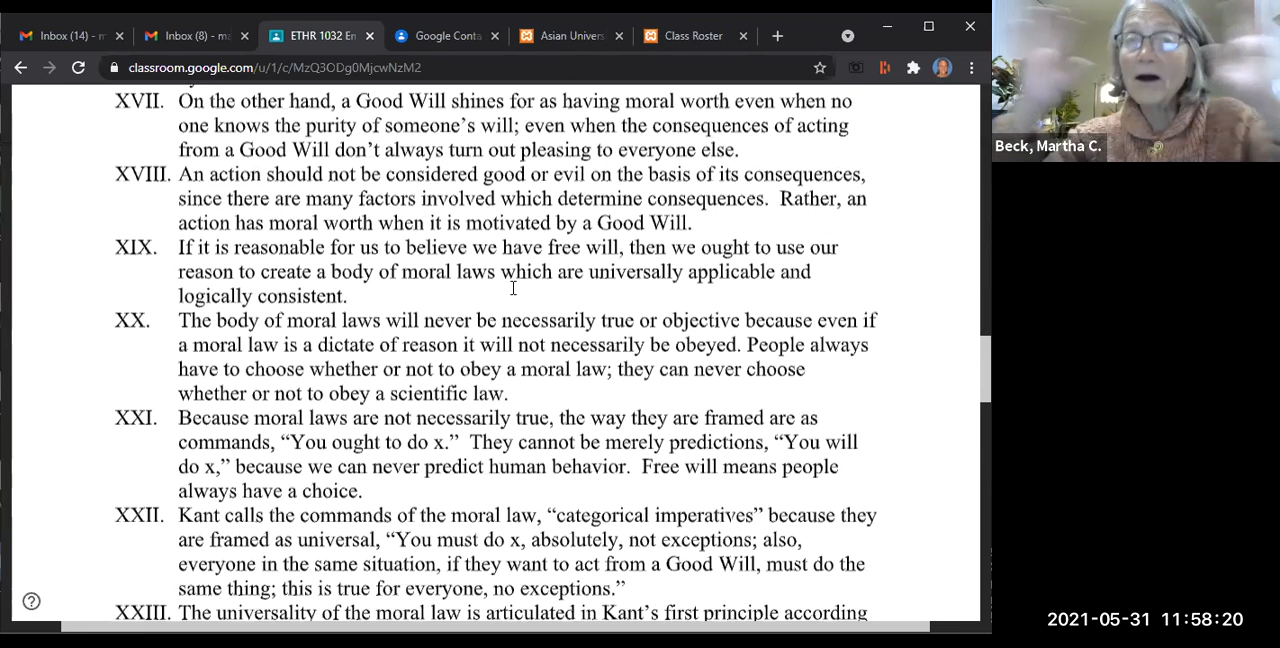 Inbox (14) - m
Inbox (8) - ma
ETHR 1032 En
Google Conta
Asian Univers
Class Roster
classroom.google.com/u/1/c/MzQ3ODg0MjcwNzM2
Beck, Martha C.
XVII. On the other hand, a Good Will shines for as having moral worth even when no
one knows the purity of someone's will; even when the consequences of acting
from a Good Will don't always turn out pleasing to everyone else.
XVIII. An action should not be considered good or evil on the basis of its consequences,
since there are many factors involved which determine consequences. Rather, an
action has moral worth when it is motivated by a Good Will.
XIX. If it is reasonable for us to believe we have free will, then we ought to use our
reason to create a body of moral laws which are universally applicable and
logically consistent.
XX. The body of moral laws will never be necessarily true or objective because even if
a moral law is a dictate of reason it will not necessarily be obeyed. People always
have to choose whether or not to obey a moral law; they can never choose
whether or not to obey a scientific law.
XXI. Because moral laws are not necessarily true, the way they are framed are as
commands, “You ought to do x.” They cannot be merely predictions, “You will
do x,” because we can never predict human behavior. Free will means people
always have a choice.
XXII. Kant calls the commands of the moral law, “categorical imperatives” because they
are framed as universal, “You must do x, absolutely, not exceptions; also,
everyone in the same situation, if they want to act from a Good Will, must do the
same thing; this is true for everyone, no exceptions.”
XXIII. The universality of the moral law is articulated in Kant's first principle according
2021-05-31 11:58:20